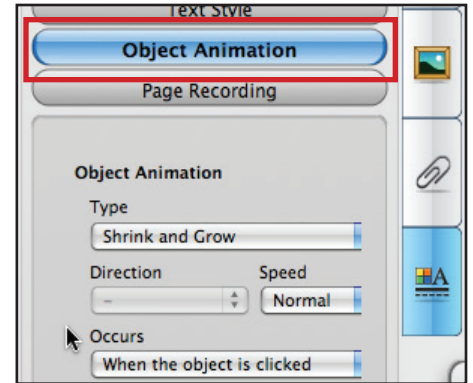 Text Style
Object Animation
Page Recording
Object Animation
Type
Shrink and Grow
Direction Speed
– Normal
Occurs
When the object is clicked
A